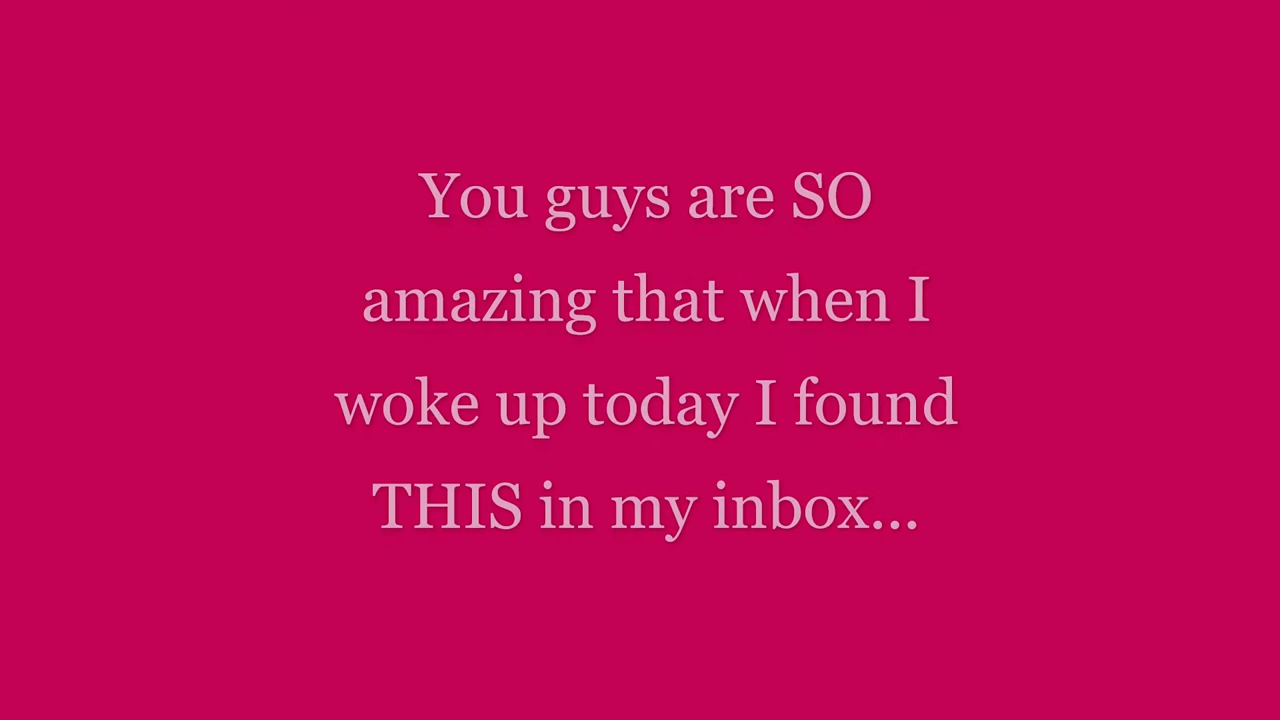 You guys are SO
amazing that when I
woke up today I found
THIS in my inbox...